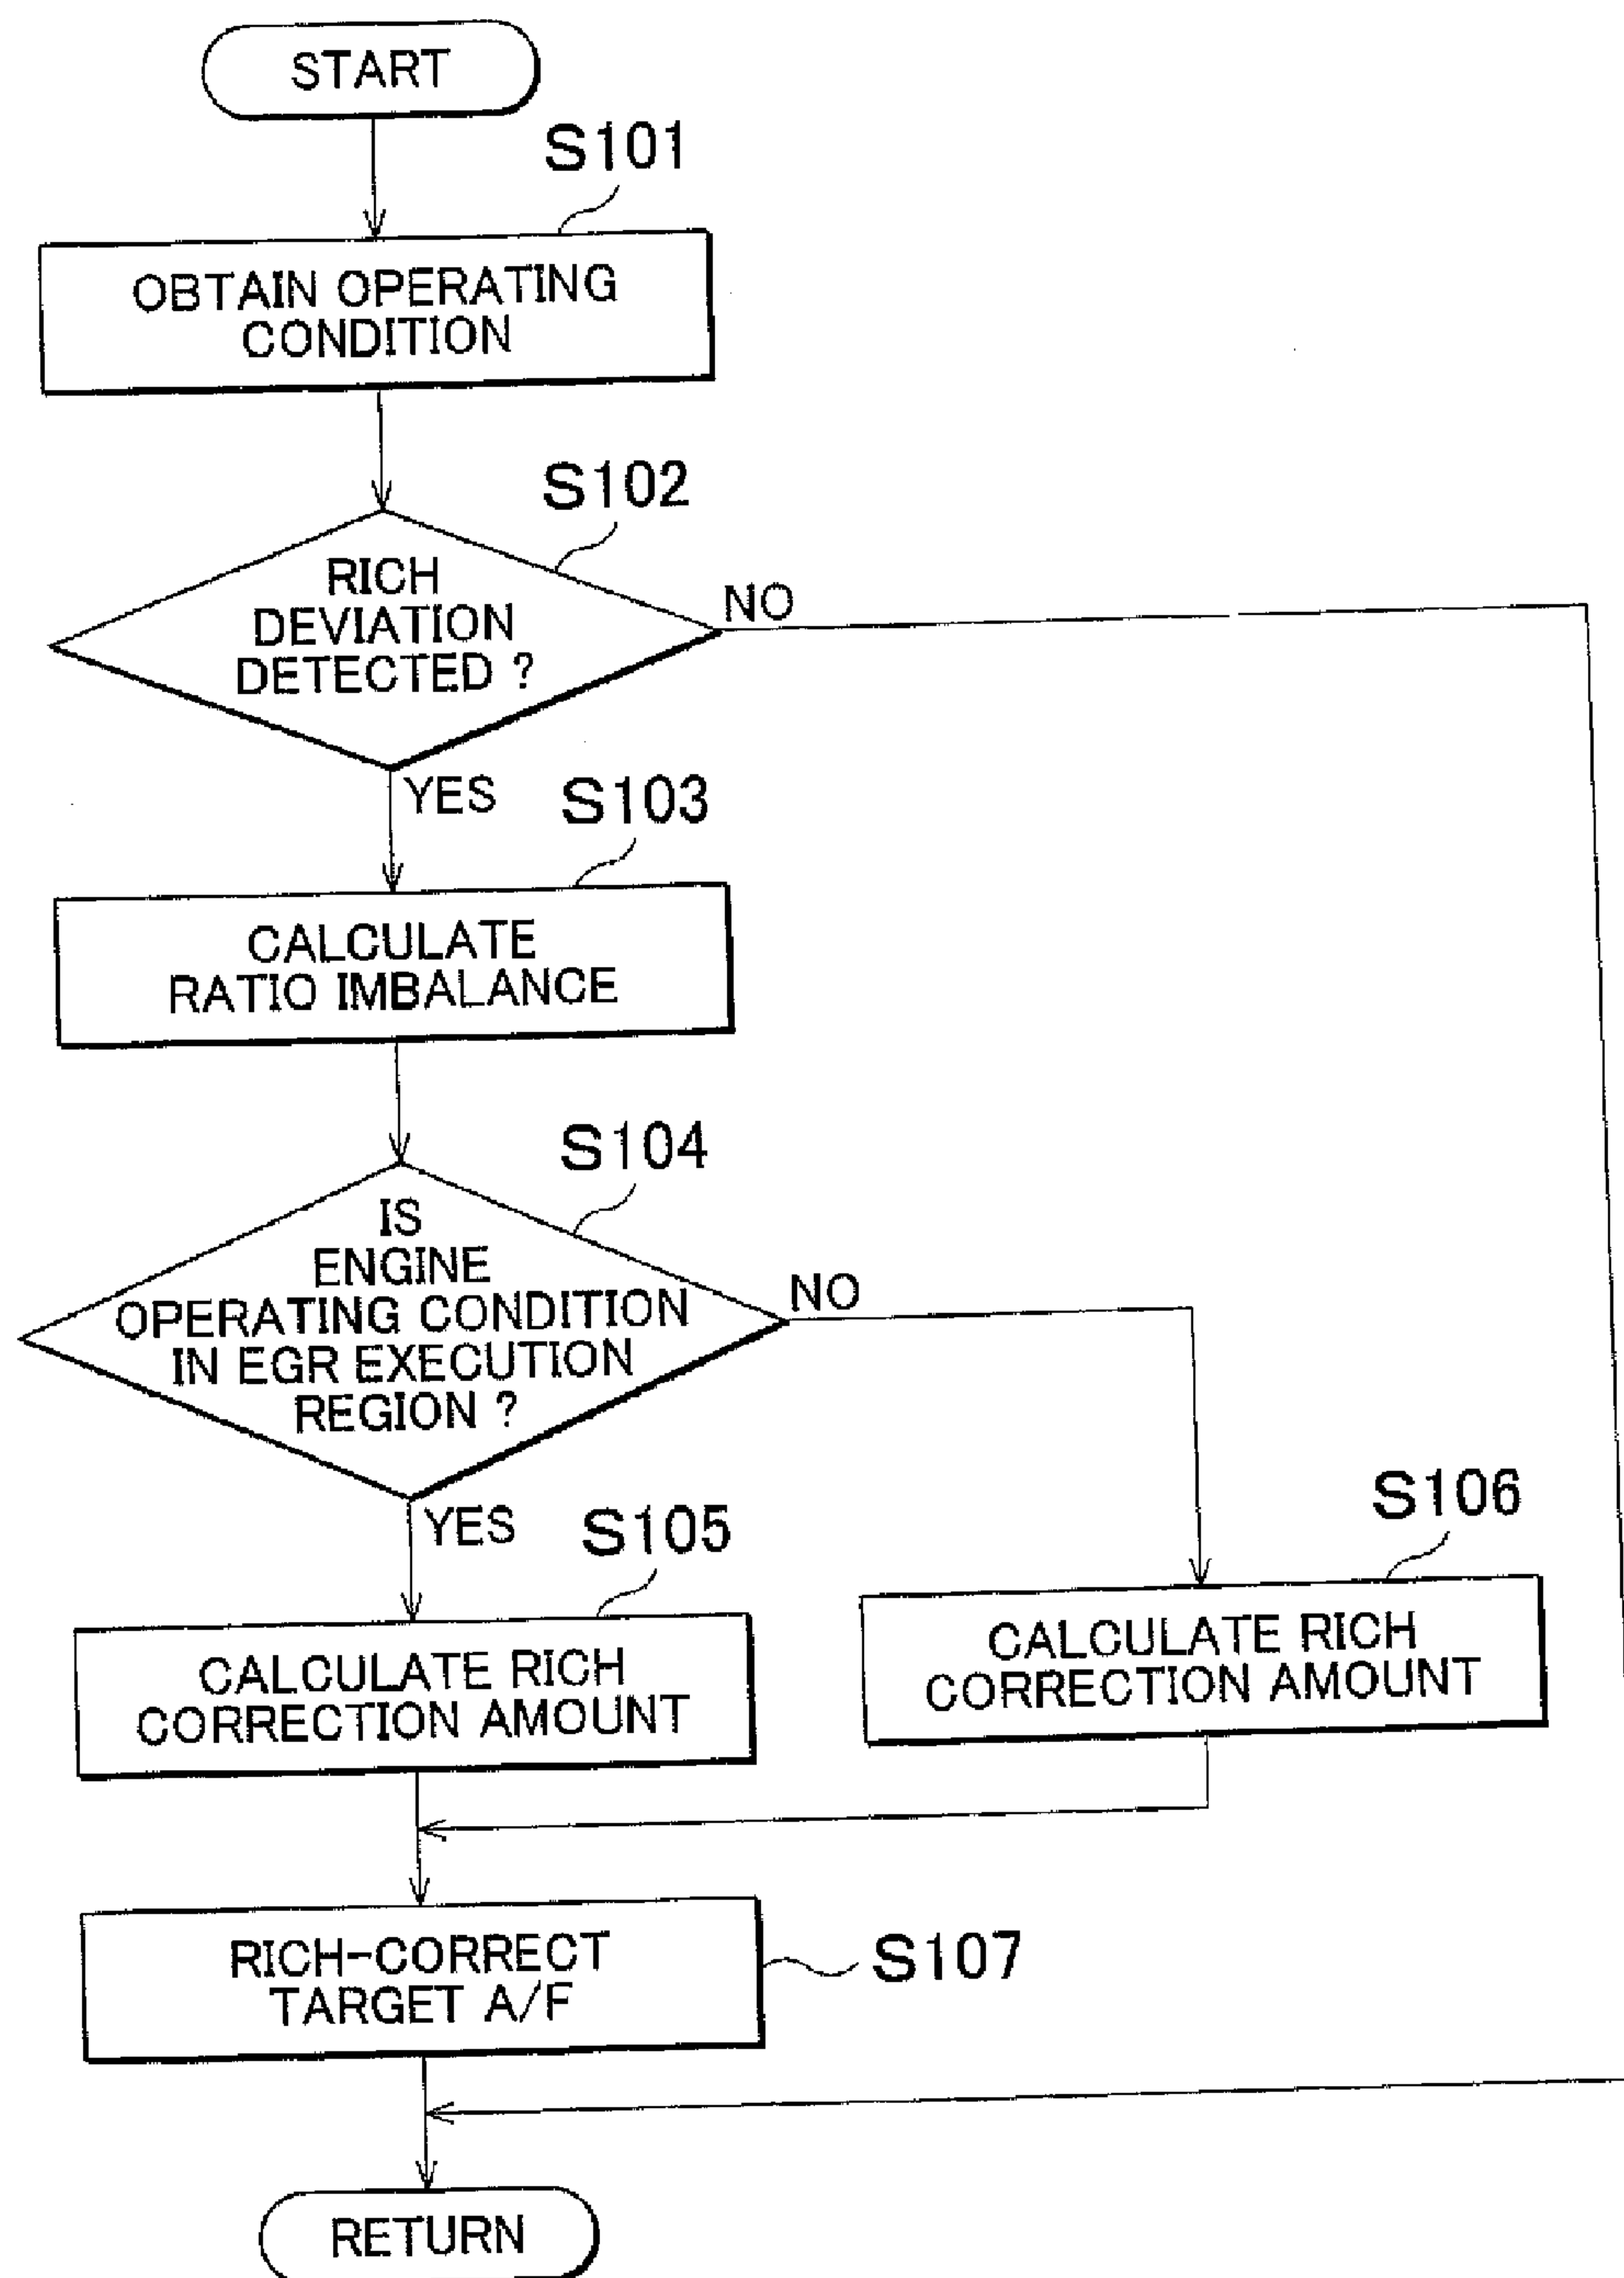 START
S101
OBTAIN OPERATING
CONDITION
S102
RICH
DEVIATION
DETECTED ?
NO
YES
S103
CALCULATE
RATIO IMBALANCE
S104
IS
ENGINE
OPERATING CONDITION
IN EGR EXECUTION
REGION ?
NO
YES
S105
CALCULATE RICH
CORRECTION AMOUNT
S106
CALCULATE RICH
CORRECTION AMOUNT
RICH-CORRECT
TARGET A/F
S107
RETURN